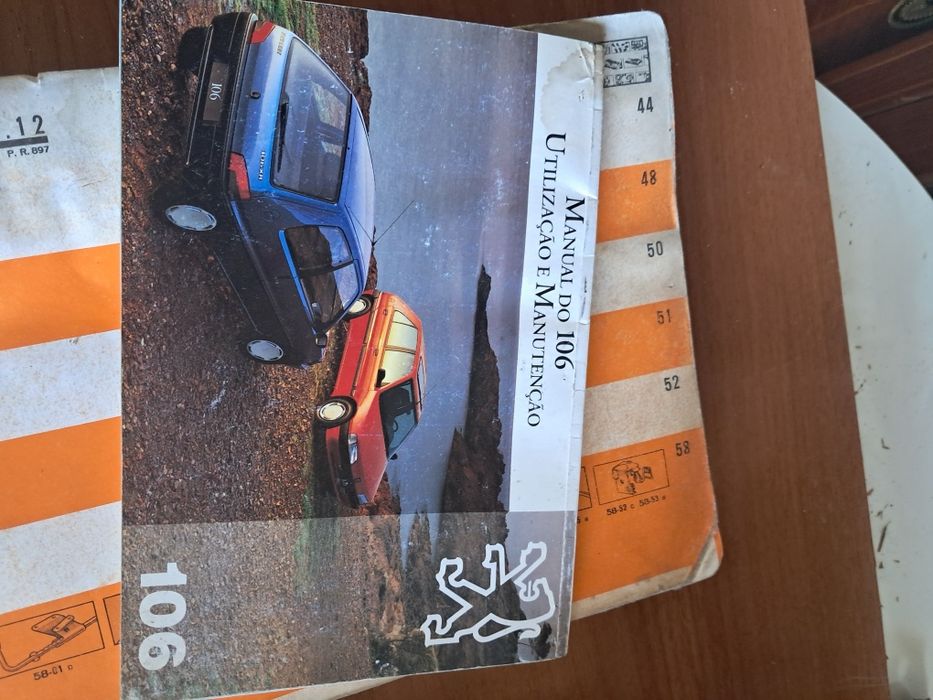 MANUAL DO 106
UTILIZAÇÃO E MANUTENÇÃO
106
106
.12
P. R. 897
44
48
50
51
52
58
58-52 c
58-53 a
58-01 D